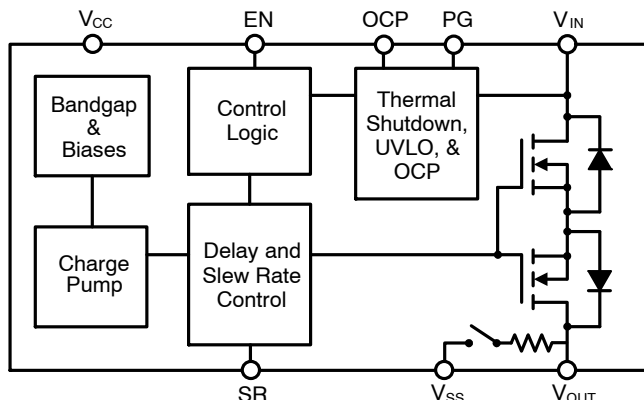 VCC
EN
OCP
PG
VIN
Bandgap
&
Biases
Control
Logic
Thermal
Shutdown,
UVLO, &
OCP
Charge
Pump
Delay and
Slew Rate
Control
SR
VSS
VOUT